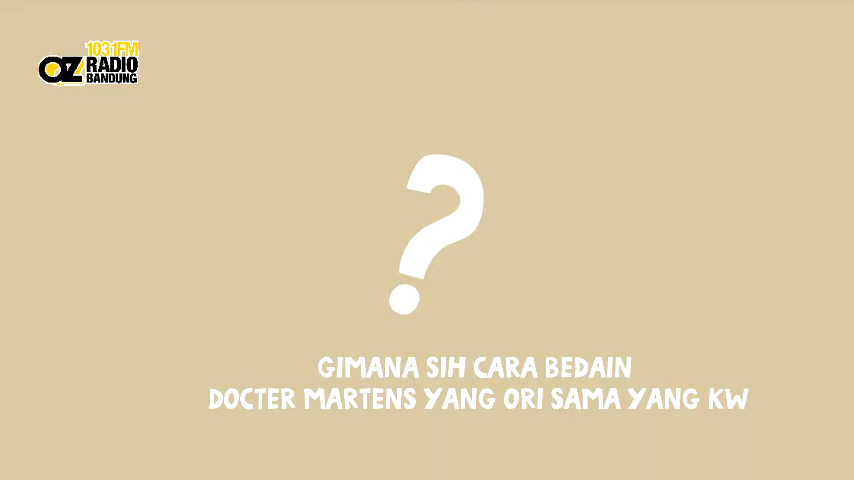 103.1FM
OZ RADIO
BANDUNG
?
GIMANA SIH CARA BEDAIN
DOCTER MARTENS YANG ORI SAMA YANG KW